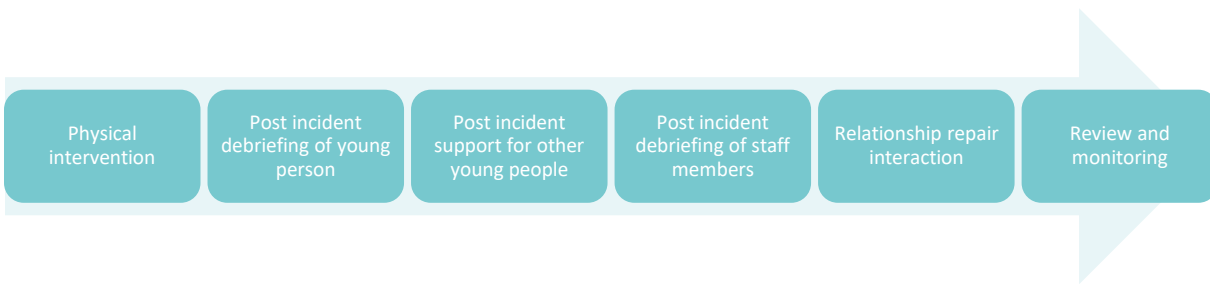 Physical
intervention
Post incident
debriefing of young
person
Post incident
support for other
young people
Post incident
debriefing of staff
members
Relationship repair
interaction
Review and
monitoring